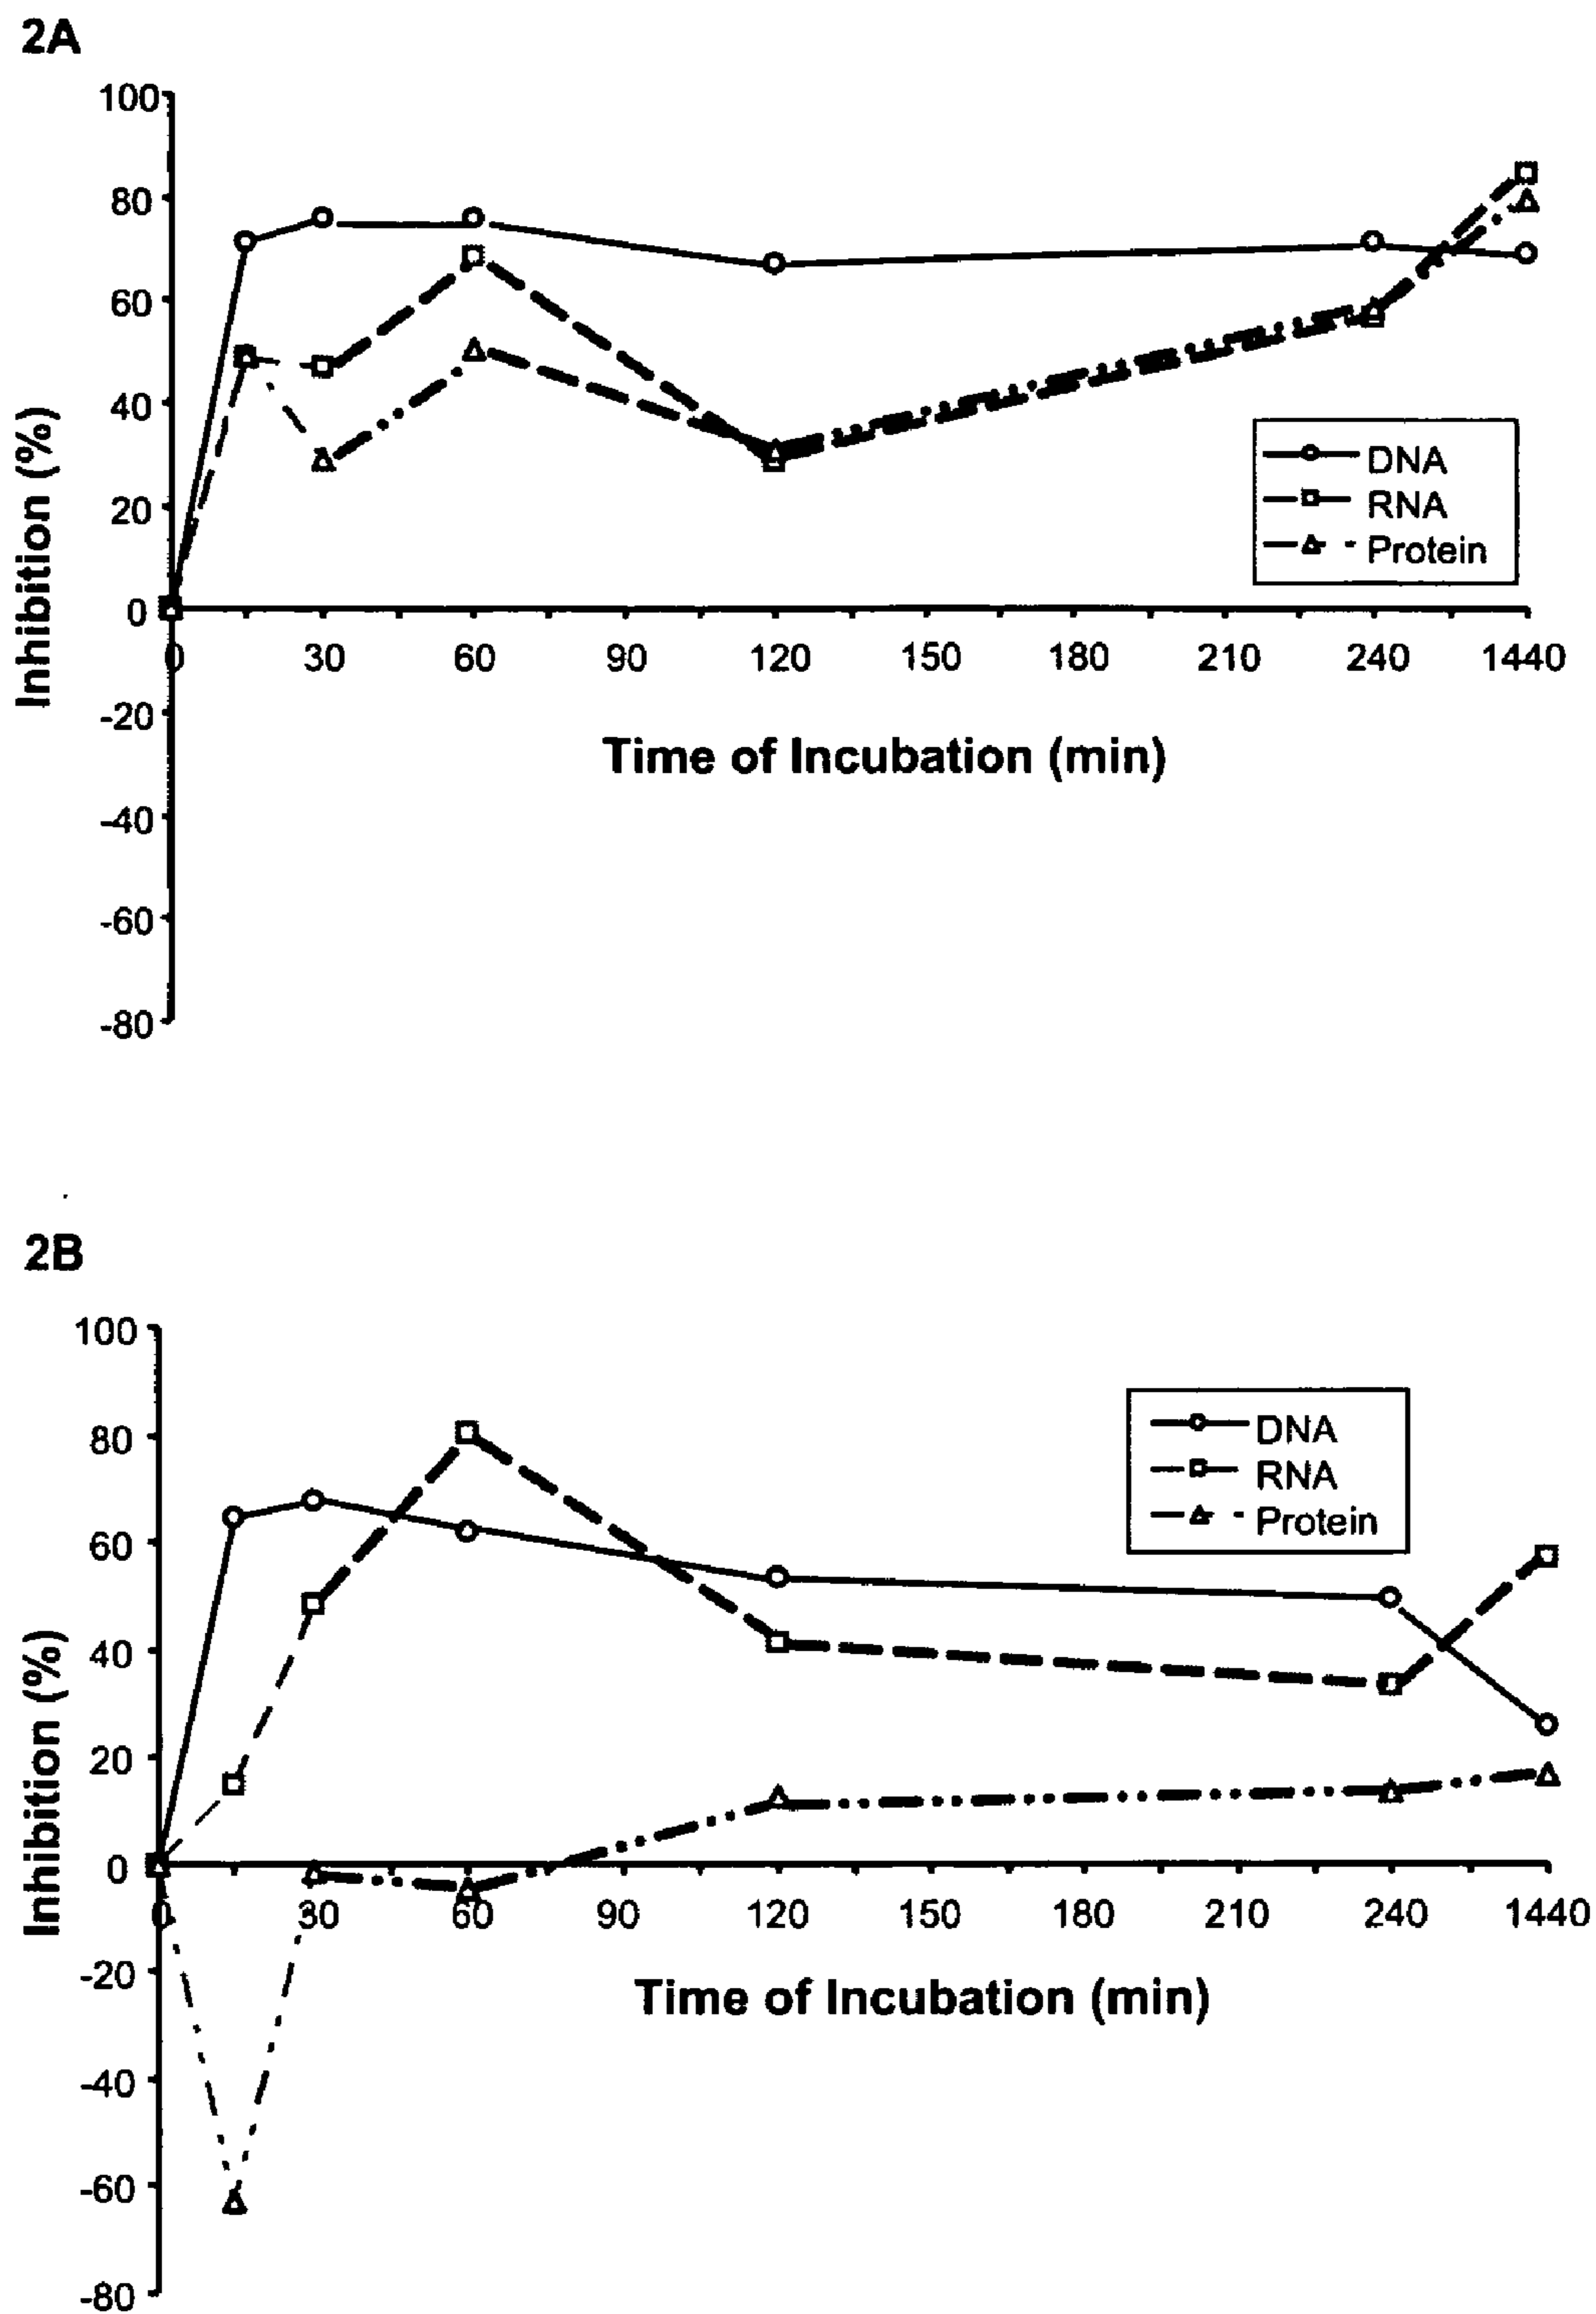 2A
100
80
60
40
20
0
-20
-40
-60
-80
Inhibition (%)
0 30 60 90 120 150 180 210 240 1440
Time of Incubation (min)
DNA
RNA
Protein
2B
100
80
60
40
20
0
-20
-40
-60
-80
Inhibition (%)
0 30 60 90 120 150 180 210 240 1440
Time of Incubation (min)
DNA
RNA
Protein